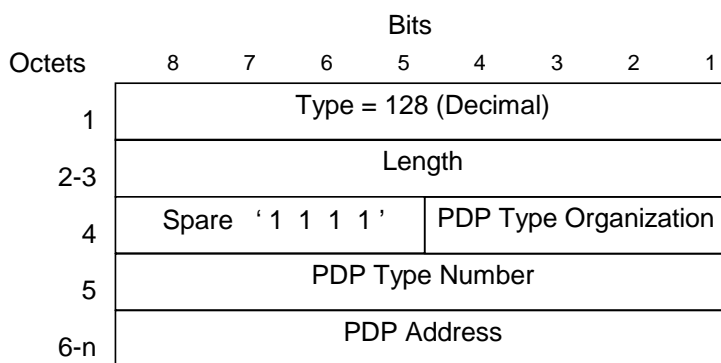 Bits
Octets 8 7 6 5 4 3 2 1
1 Type = 128 (Decimal)
2-3 Length
4 Spare ‘ 1 1 1 1 ’ PDP Type Organization
5 PDP Type Number
6-n PDP Address